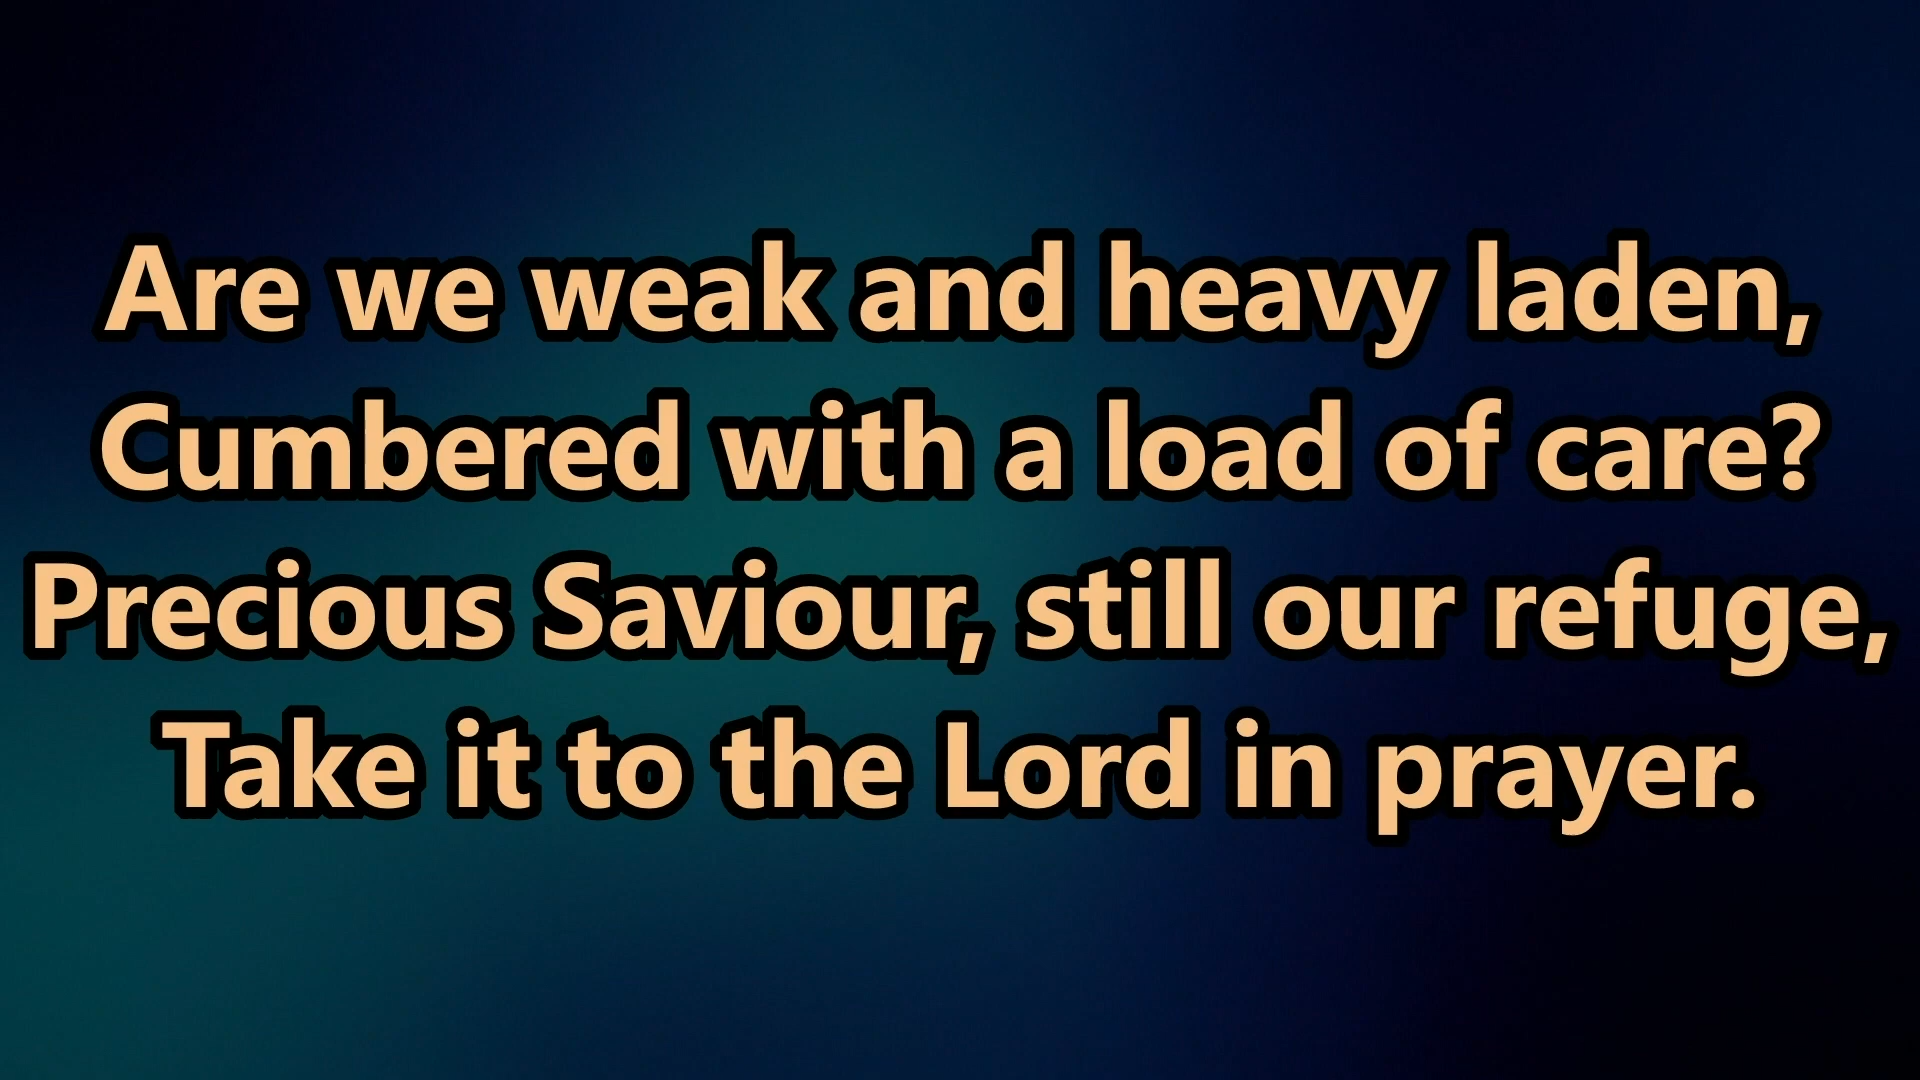 Are we weak and heavy laden,
Cumbered with a load of care?
Precious Saviour, still our refuge,
Take it to the Lord in prayer.